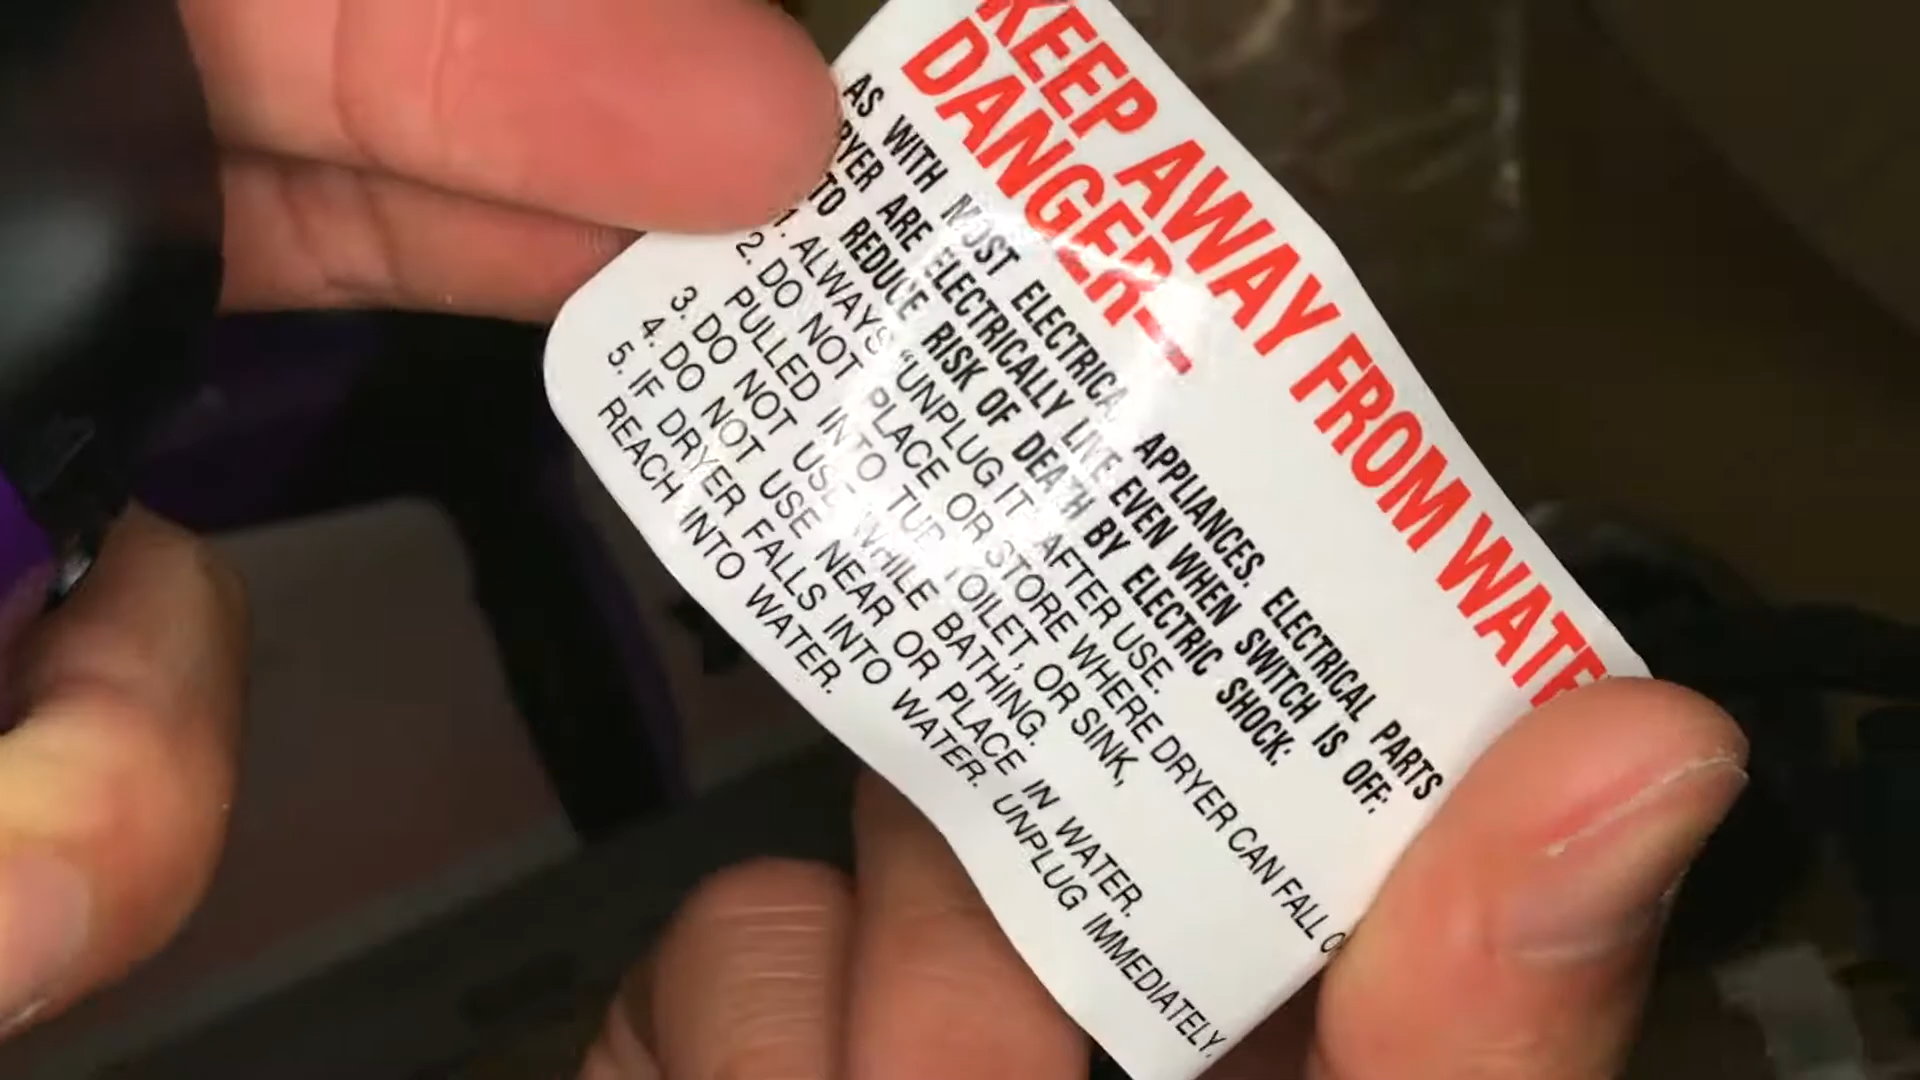 KEEP AWAY FROM WATE
DANGER—
AS WITH MOST ELECTRICAL APPLIANCES, ELECTRICAL PARTS
RYER ARE ELECTRICALLY LIVE EVEN WHEN SWITCH IS OFF:
TO REDUCE RISK OF DEATH BY ELECTRIC SHOCK:
1. ALWAYS "UNPLUG IT" AFTER USE.
2. DO NOT PLACE OR STORE WHERE DRYER CAN FALL O
PULLED INTO TUB, TOILET, OR SINK,
3. DO NOT USE WHILE BATHING.
4. DO NOT USE NEAR OR PLACE IN WATER.
5. IF DRYER FALLS INTO WATER. UNPLUG IMMEDIATELY.
REACH INTO WATER.